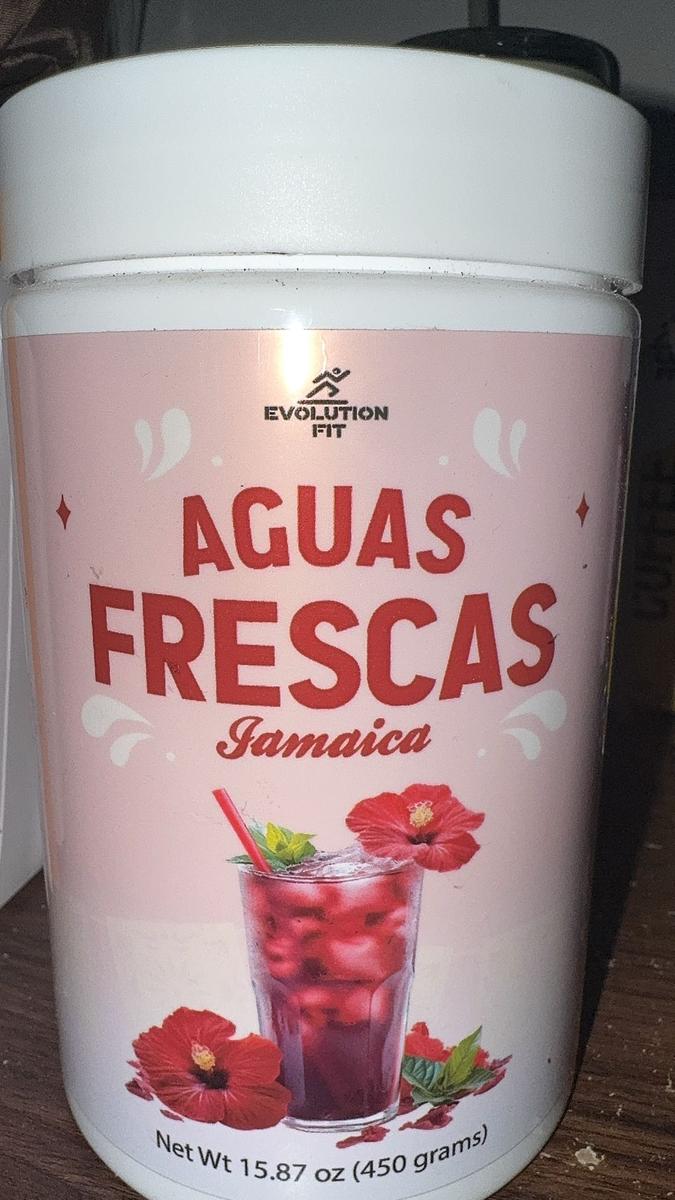 EVOLUTION
FIT
AGUAS
FRESCAS
Jamaica
Net Wt 15.87 oz (450 grams)